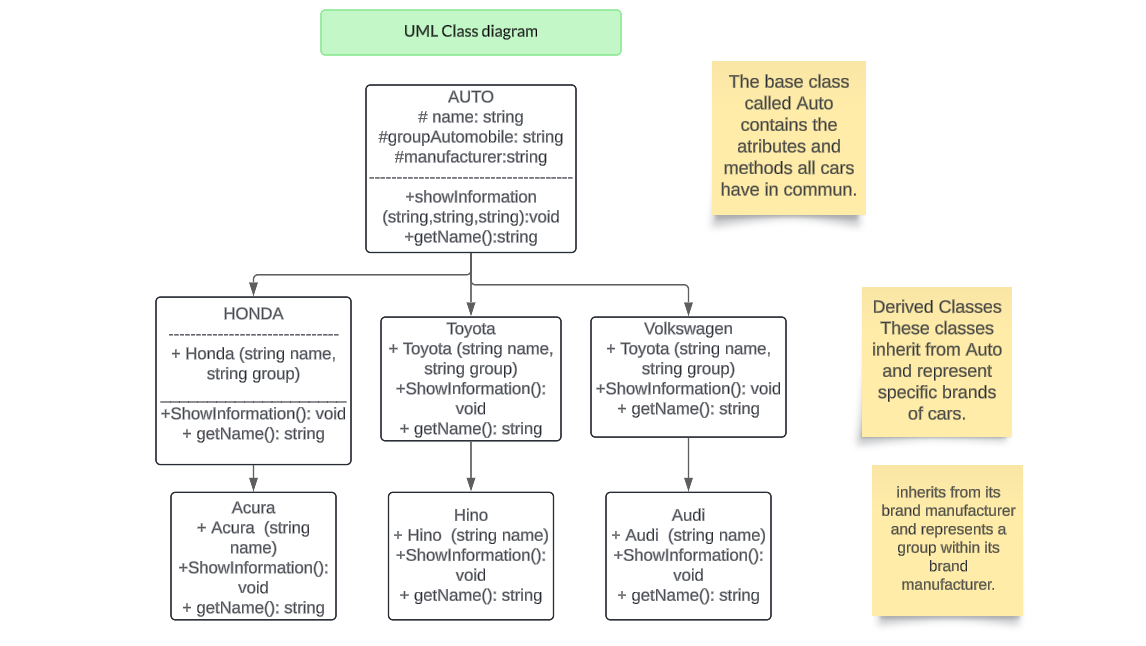 UML Class diagram
AUTO
# name: string
#groupAutomobile: string
#manufacturer:string
+showInformation
(string,string,string):void
+getName():string
The base class
called Auto
contains the
atributes and
methods all cars
have in commun.
HONDA
+ Honda (string name,
string group)
+ShowInformation(): void
+ getName(): string
Toyota
+ Toyota (string name,
string group)
+ShowInformation():
void
+ getName(): string
Volkswagen
+ Toyota (string name,
string group)
+ShowInformation(): void
+ getName(): string
Derived Classes
These classes
inherit from Auto
and represent
specific brands
of cars.
Acura
+ Acura  (string
name)
+ShowInformation():
void
+ getName(): string
Hino
+ Hino  (string name)
+ShowInformation():
void
+ getName(): string
Audi
+ Audi  (string name)
+ShowInformation():
void
+ getName(): string
inherits from its
brand manufacturer
and represents a
group within its
brand
manufacturer.